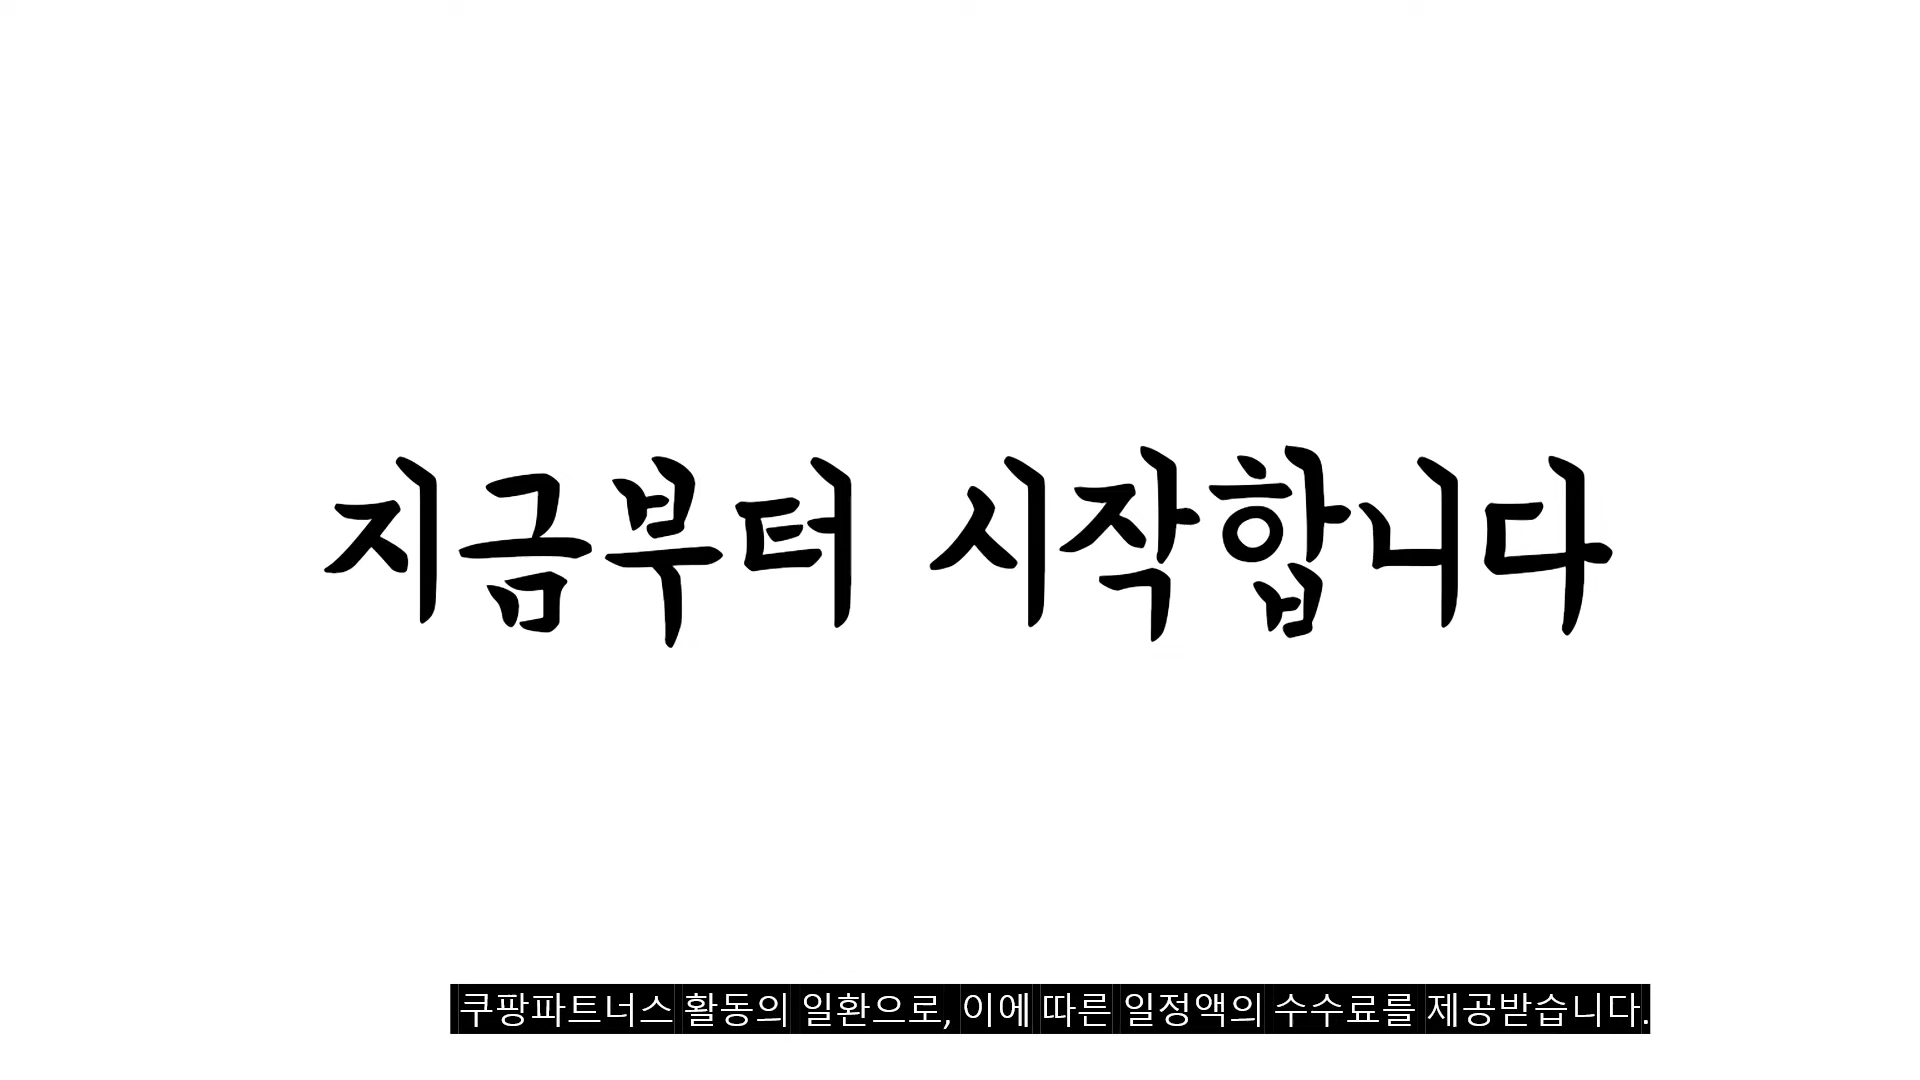 지금부터 시작합니다
쿠팡파트너스 활동의 일환으로, 이에 따른 일정액의 수수료를 제공받습니다.